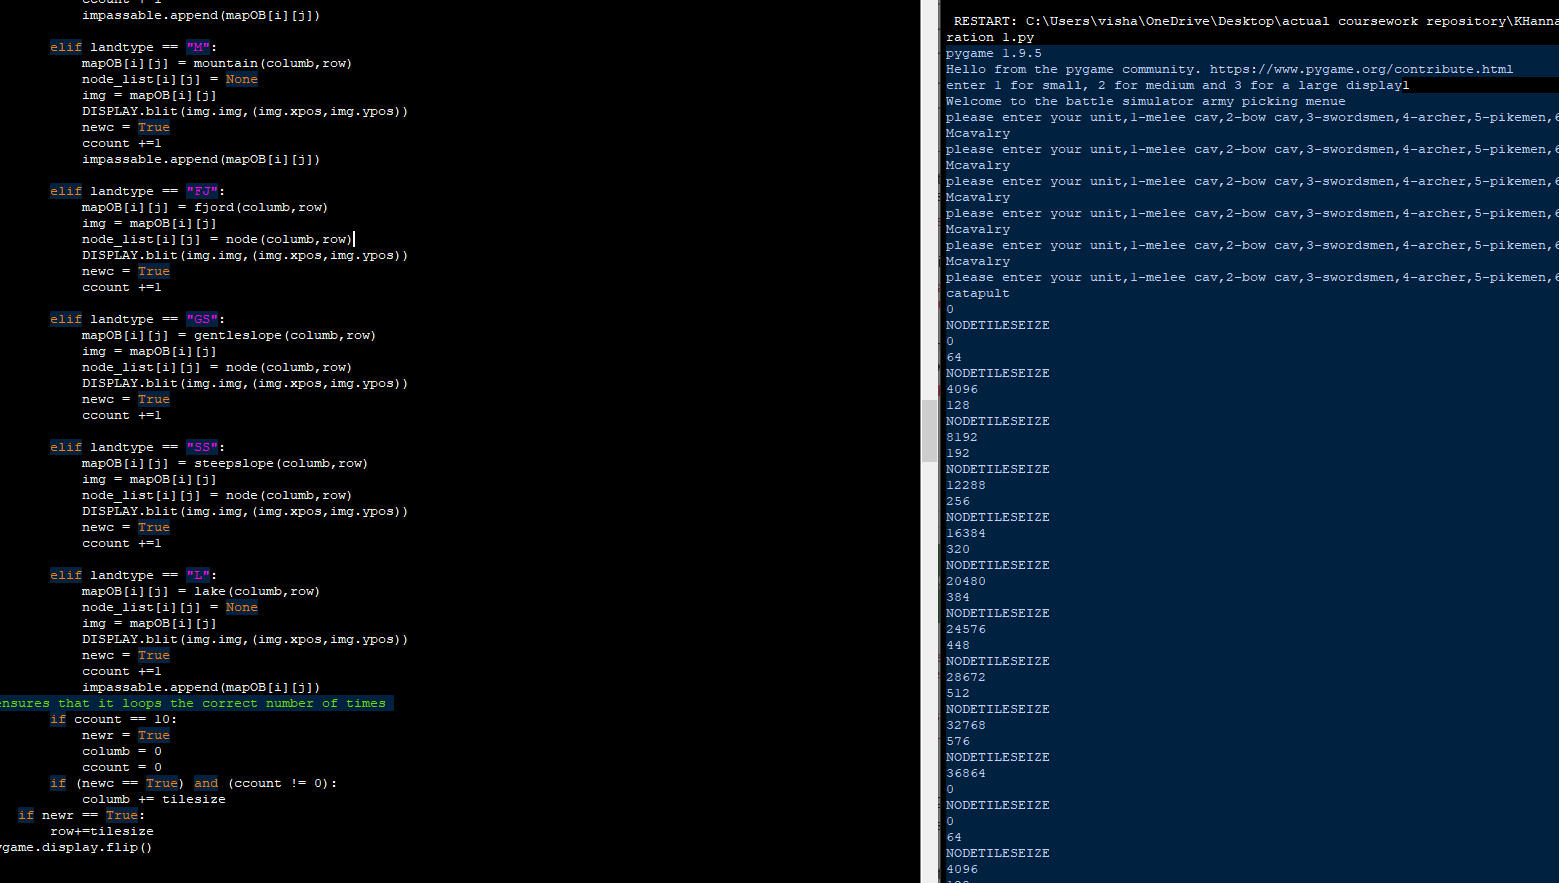 ccount += 1
impassable.append(mapOB[i][j])
elif landtype == "M":
mapOB[i][j] = mountain(columb,row)
node_list[i][j] = None
img = mapOB[i][j]
DISPLAY.blit(img.img,(img.xpos,img.ypos))
newc = True
ccount +=1
impassable.append(mapOB[i][j])
elif landtype == "FJ":
mapOB[i][j] = fjord(columb,row)
img = mapOB[i][j]
node_list[i][j] = node(columb,row)
DISPLAY.blit(img.img,(img.xpos,img.ypos))
newc = True
ccount +=1
elif landtype == "GS":
mapOB[i][j] = gentleslope(columb,row)
img = mapOB[i][j]
node_list[i][j] = node(columb,row)
DISPLAY.blit(img.img,(img.xpos,img.ypos))
newc = True
ccount +=1
elif landtype == "SS":
mapOB[i][j] = steepslope(columb,row)
img = mapOB[i][j]
node_list[i][j] = node(columb,row)
DISPLAY.blit(img.img,(img.xpos,img.ypos))
newc = True
ccount +=1
elif landtype == "L":
mapOB[i][j] = lake(columb,row)
node_list[i][j] = None
img = mapOB[i][j]
DISPLAY.blit(img.img,(img.xpos,img.ypos))
newc = True
ccount +=1
impassable.append(mapOB[i][j])
ensures that it loops the correct number of times
if ccount == 10:
newr = True
columb = 0
ccount = 0
if (newc == True) and (ccount != 0):
columb += tilesize
if newr == True:
row+=tilesize
ygame.display.flip()
RESTART: C:\Users\visha\OneDrive\Desktop\actual coursework repository\KHanna
ration 1.py
pygame 1.9.5
Hello from the pygame community. https://www.pygame.org/contribute.html
enter 1 for small, 2 for medium and 3 for a large display1
Welcome to the battle simulator army picking menue
please enter your unit,1-melee cav,2-bow cav,3-swordsmen,4-archer,5-pikemen,6
Mcavalry
please enter your unit,1-melee cav,2-bow cav,3-swordsmen,4-archer,5-pikemen,6
Mcavalry
please enter your unit,1-melee cav,2-bow cav,3-swordsmen,4-archer,5-pikemen,6
Mcavalry
please enter your unit,1-melee cav,2-bow cav,3-swordsmen,4-archer,5-pikemen,6
Mcavalry
please enter your unit,1-melee cav,2-bow cav,3-swordsmen,4-archer,5-pikemen,6
Mcavalry
please enter your unit,1-melee cav,2-bow cav,3-swordsmen,4-archer,5-pikemen,6
catapult
0
NODETILESEIZE
0
64
NODETILESEIZE
4096
128
NODETILESEIZE
8192
192
NODETILESEIZE
12288
256
NODETILESEIZE
16384
320
NODETILESEIZE
20480
384
NODETILESEIZE
24576
448
NODETILESEIZE
28672
512
NODETILESEIZE
32768
576
NODETILESEIZE
36864
0
NODETILESEIZE
0
64
NODETILESEIZE
4096